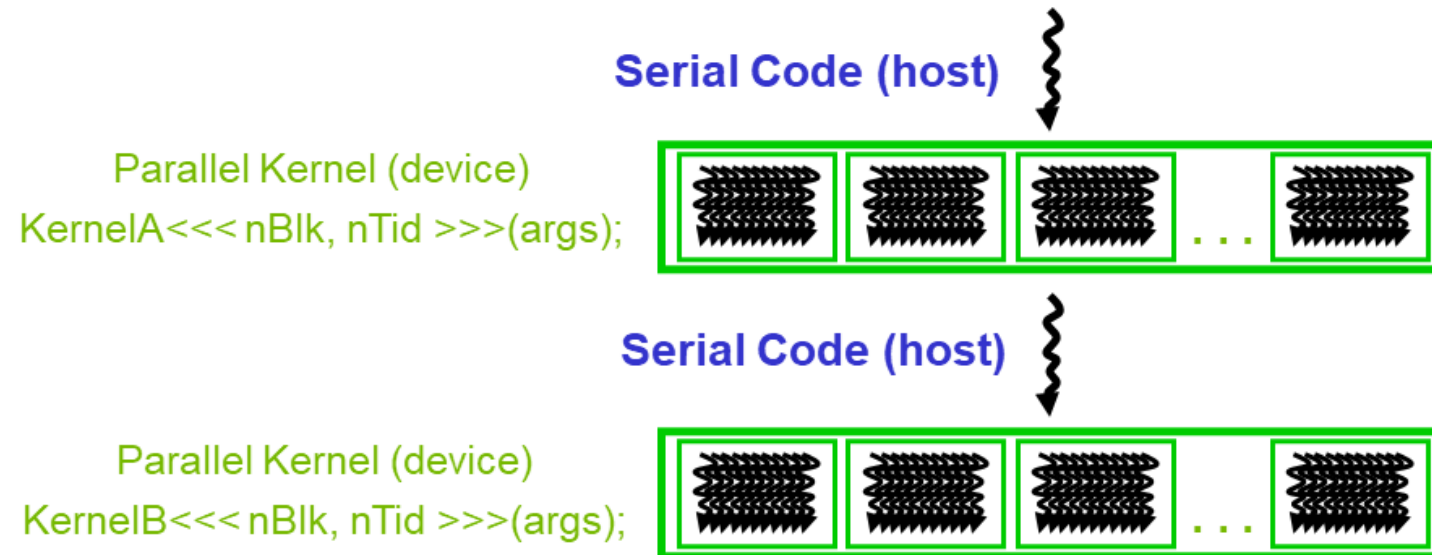 Serial Code (host)
Parallel Kernel (device)
KernelA<<< nBlk, nTid >>>(args);
. . .
Serial Code (host)
Parallel Kernel (device)
KernelB<<< nBlk, nTid >>>(args);
. . .